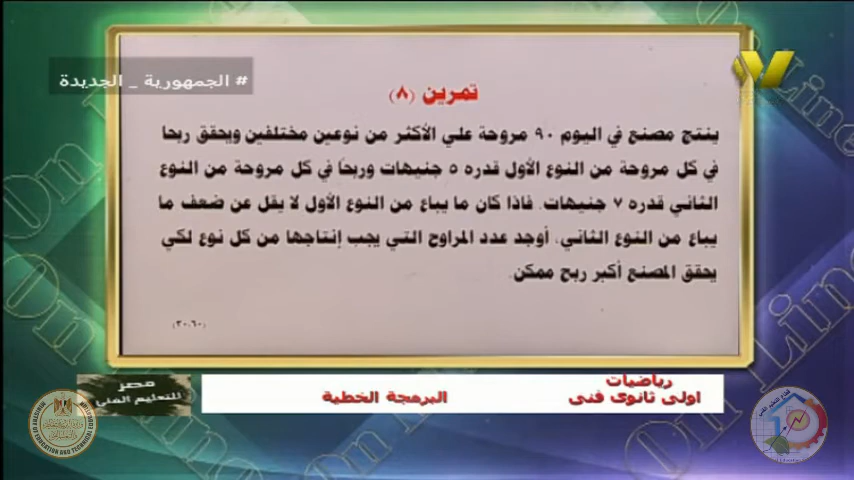 # الجمهورية _ الجديدة
تمرين (٨)
ينتج مصنع في اليوم ٩٠ مروحة علي الأكثر من نوعين مختلفين ويحقق ربحا
في كل مروحة من النوع الأول قدره ٥ جنيهات وربحاً في كل مروحة من النوع
الثاني قدره ٧ جنيهات. فاذا كان ما يباع من النوع الأول لا يقل عن ضعف ما
يباع من النوع الثاني، أوجد عدد المراوح التي يجب إنتاجها من كل نوع لكي
يحقق المصنع أكبر ربح ممكن.
(٣٠،٦٠)
رياضيات
اولى ثانوى فنى
البرمجة الخطية
مصر
للتعليم الفنى
On Line